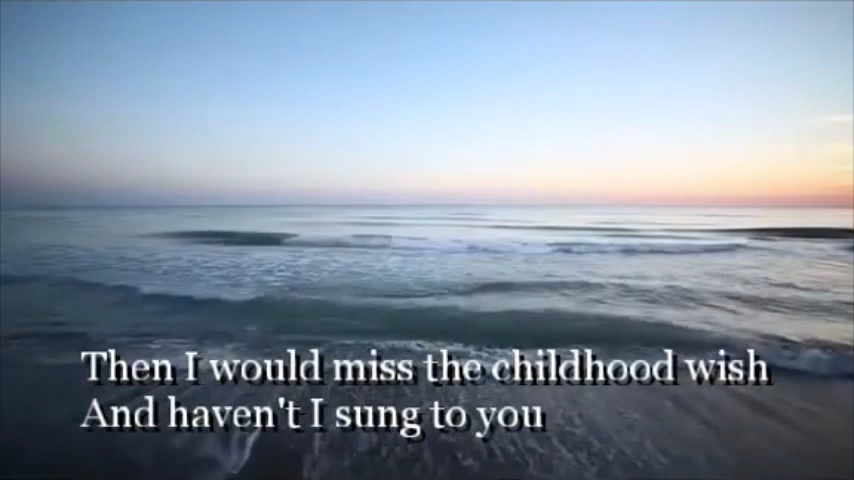 Then I would miss the childhood wish
And haven't I sung to you